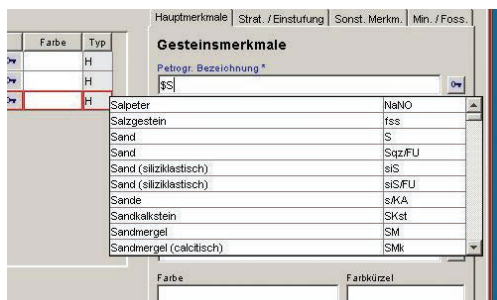 Hauptmerkmale Strat. / Einstufung Sonst. Merkm. Min. / Foss.
Farbe Typ
Gesteinsmerkmale
H
Petrogr. Bezeichnung *
H
$S
H
Salpeter NaNO
Salzgestein fss
Sand S
Sand Sqz/FU
Sand (siliziklastisch) siS
Sand (siliziklastisch) siS/FU
Sande s/KA
Sandkalkstein SKst
Sandmergel SM
Sandmergel (calcitisch) SMk
Farbe Farbkürzel